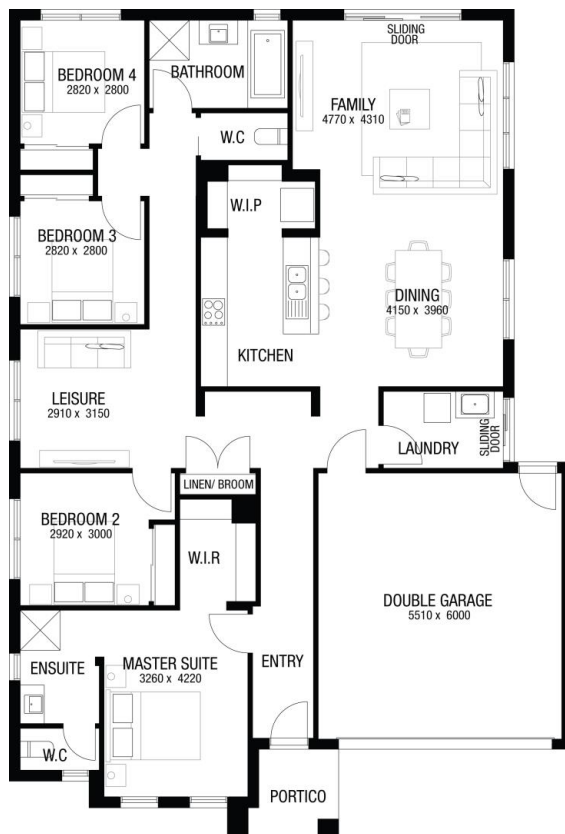 SLIDING
DOOR
BEDROOM 4
2820 x 2800
BATHROOM
FAMILY
4770 x 4310
W.C
W.I.P
BEDROOM 3
2820 x 2800
DINING
4150 x 3960
KITCHEN
LEISURE
2910 x 3150
LAUNDRY
SLIDING
DOOR
LINEN/ BROOM
BEDROOM 2
2920 x 3000
W.I.R
DOUBLE GARAGE
5510 x 6000
ENSUITE
MASTER SUITE
3260 x 4220
ENTRY
W.C
PORTICO